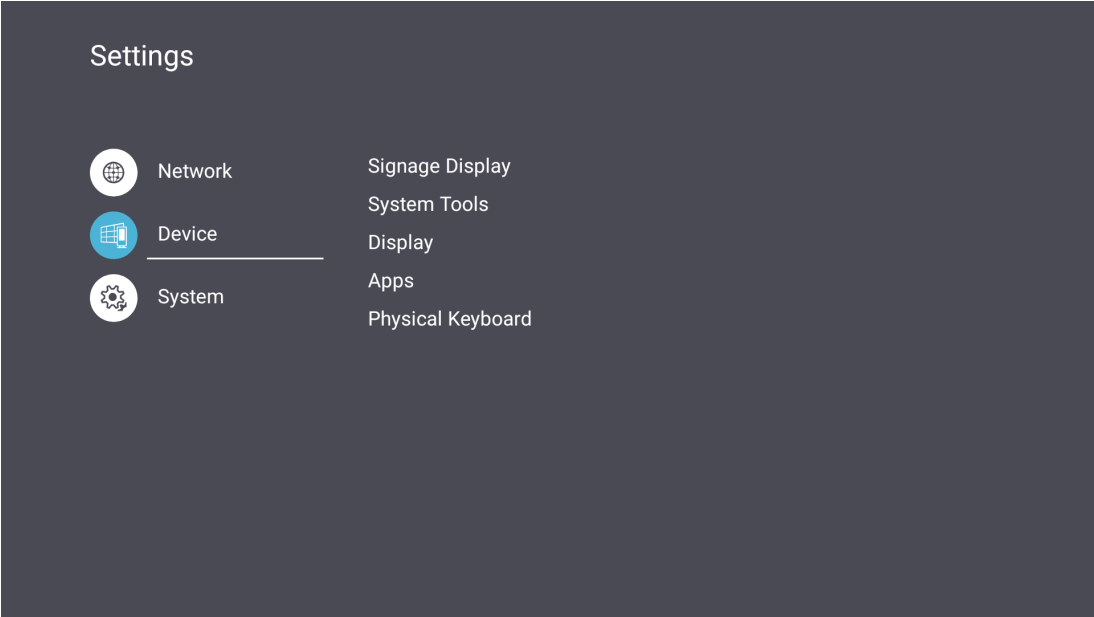 Settings
Network
Device
System
Signage Display
System Tools
Display
Apps
Physical Keyboard